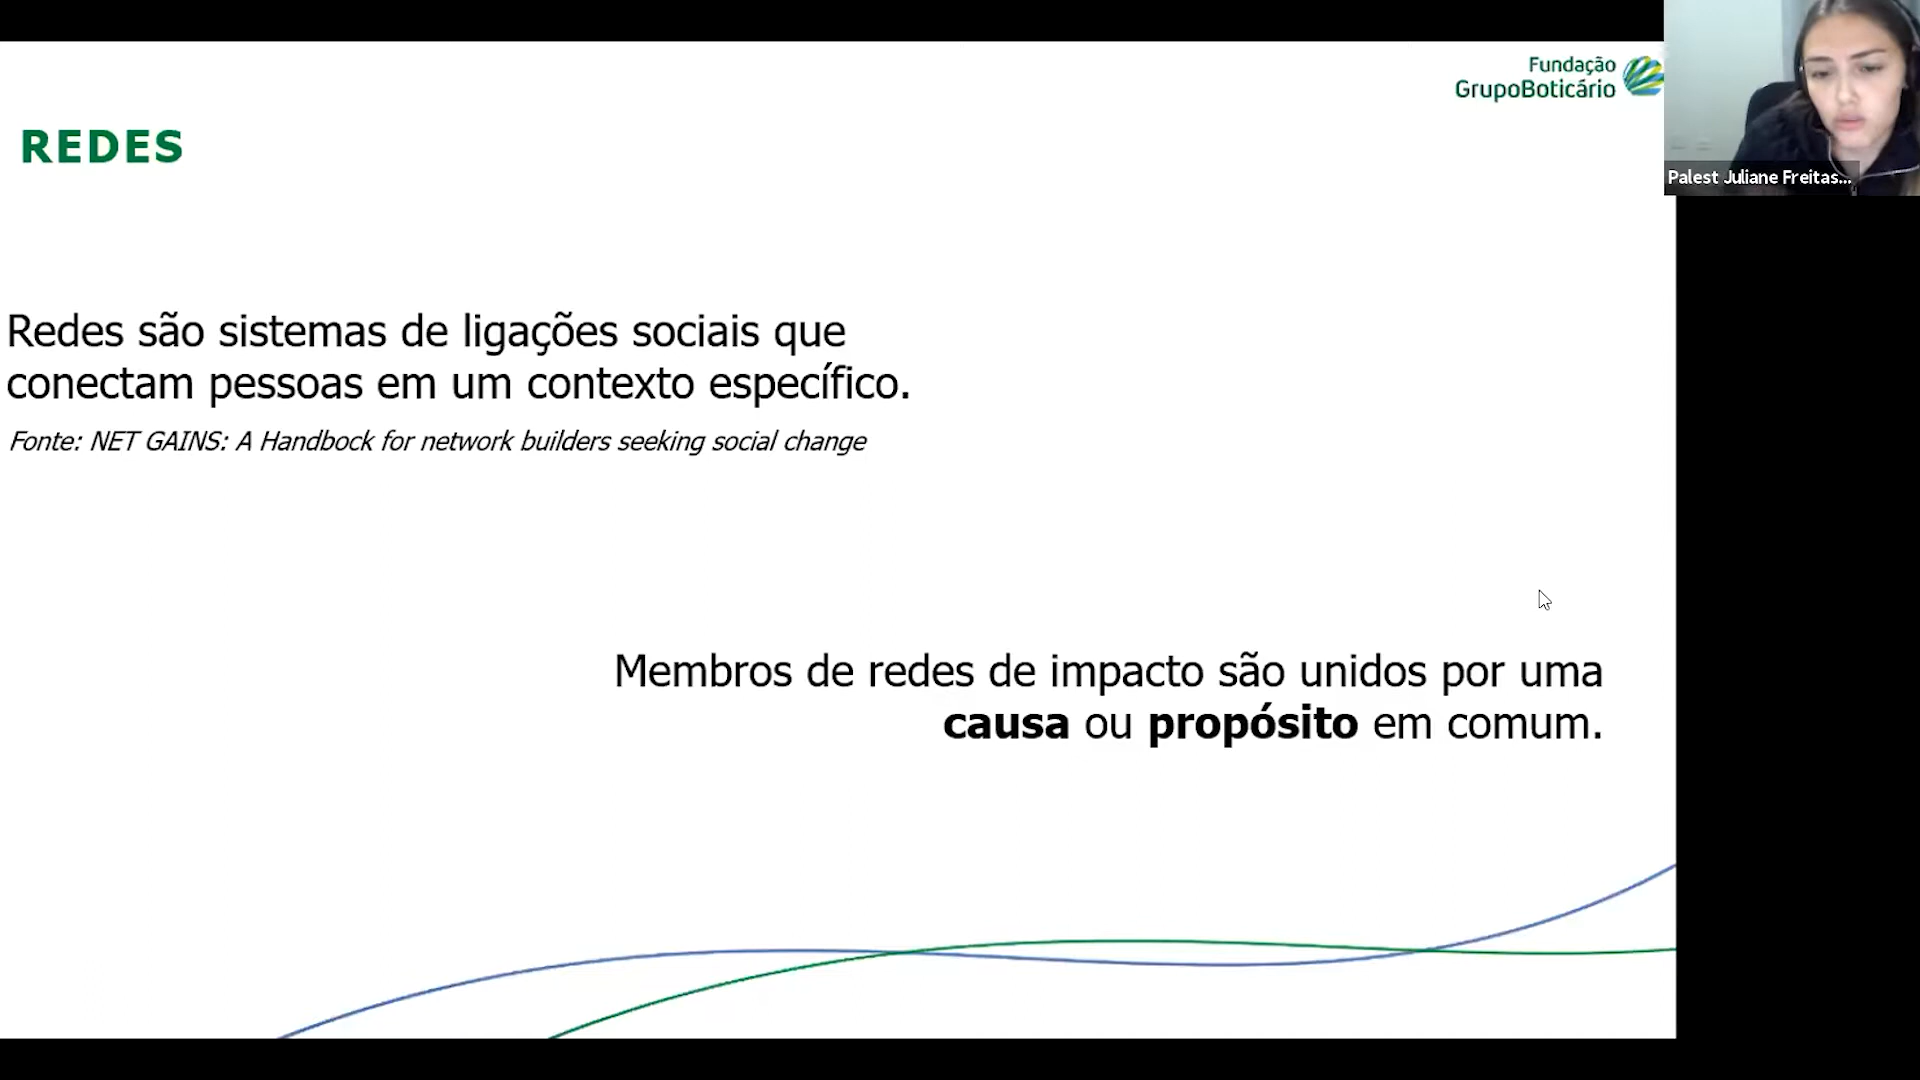 Fundação
GrupoBoticário
REDES
Palest Juliane Freitas...
Redes são sistemas de ligações sociais que
conectam pessoas em um contexto específico.
Fonte: NET GAINS: A Handbock for network builders seeking social change
Membros de redes de impacto são unidos por uma
causa ou propósito em comum.